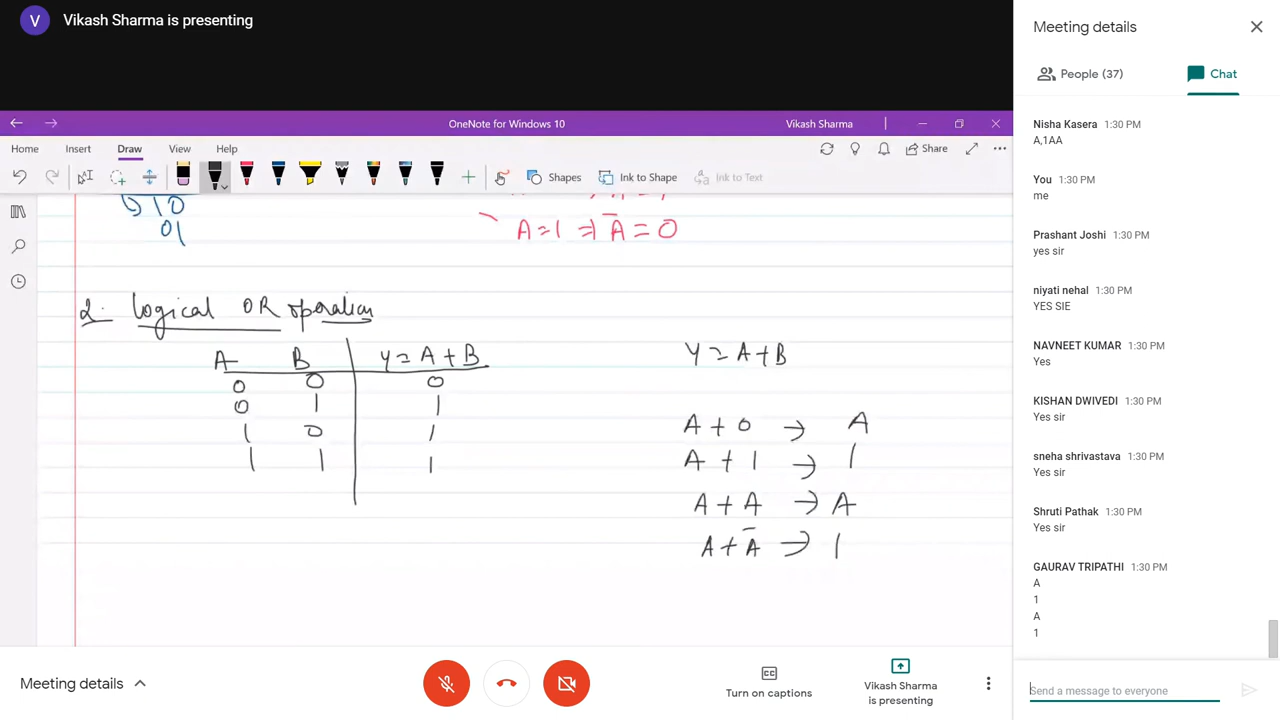 V Vikash Sharma is presenting
OneNote for Windows 10
Vikash Sharma
Home Insert Draw View Help
Share
Shapes Ink to Shape Ink to Text
1 0
01
A=1 ⇒ A̅ = 0
2. Logical OR operation
A B Y = A + B
0 0 0
0 1 1
1 0 1
1 1 1
Y = A + B
A + 0 → A
A + 1 → 1
A + A → A
A + A̅ → 1
Meeting details
People (37) Chat
Nisha Kasera 1:30 PM
A,1AA
You 1:30 PM
me
Prashant Joshi 1:30 PM
yes sir
niyati nehal 1:30 PM
YES SIE
NAVNEET KUMAR 1:30 PM
Yes
KISHAN DWIVEDI 1:30 PM
Yes sir
sneha shrivastava 1:30 PM
Yes sir
Shruti Pathak 1:30 PM
Yes sir
GAURAV TRIPATHI 1:30 PM
A
1
A
1
Send a message to everyone
Meeting details
CC
Turn on captions
Vikash Sharma
is presenting